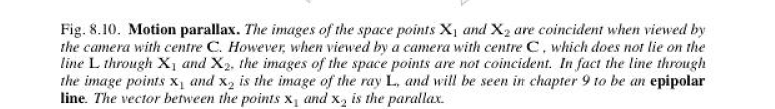 Fig. 8.10. Motion parallax. The images of the space points X₁ and X₂ are coincident when viewed by
the camera with centre C. However, when viewed by a camera with centre C , which does not lie on the
line L through X₁ and X₂, the images of the space points are not coincident. In fact the line through
the image points x₁ and x₂ is the image of the ray L, and will be seen in chapter 9 to be an epipolar
line. The vector between the points x₁ and x₂ is the parallax.